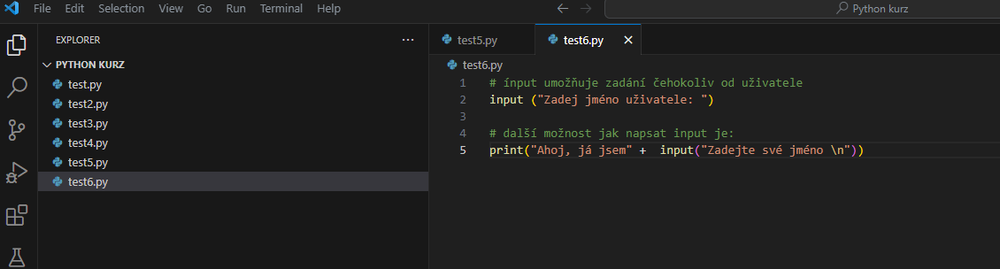 File Edit Selection View Go Run Terminal Help
Python kurz
EXPLORER
PYTHON KURZ
test.py
test2.py
test3.py
test4.py
test5.py
test6.py
test5.py
test6.py
test6.py
1 # ínput umožňuje zadání čehokoliv od uživatele
2 input ("Zadej jméno uživatele: ")
3
4 # další možnost jak napsat input je:
5 print("Ahoj, já jsem" +  input("Zadejte své jméno \n"))